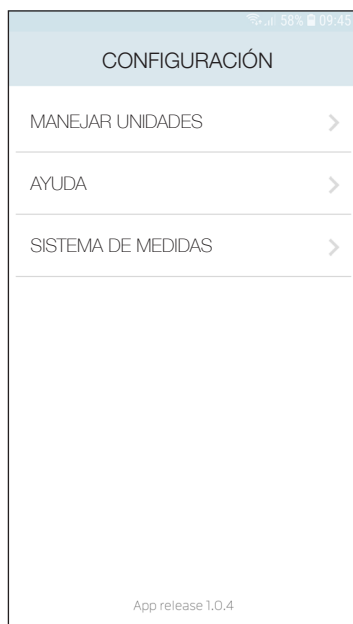 58% 09:45
CONFIGURACIÓN
MANEJAR UNIDADES
AYUDA
SISTEMA DE MEDIDAS
App release 1.0.4